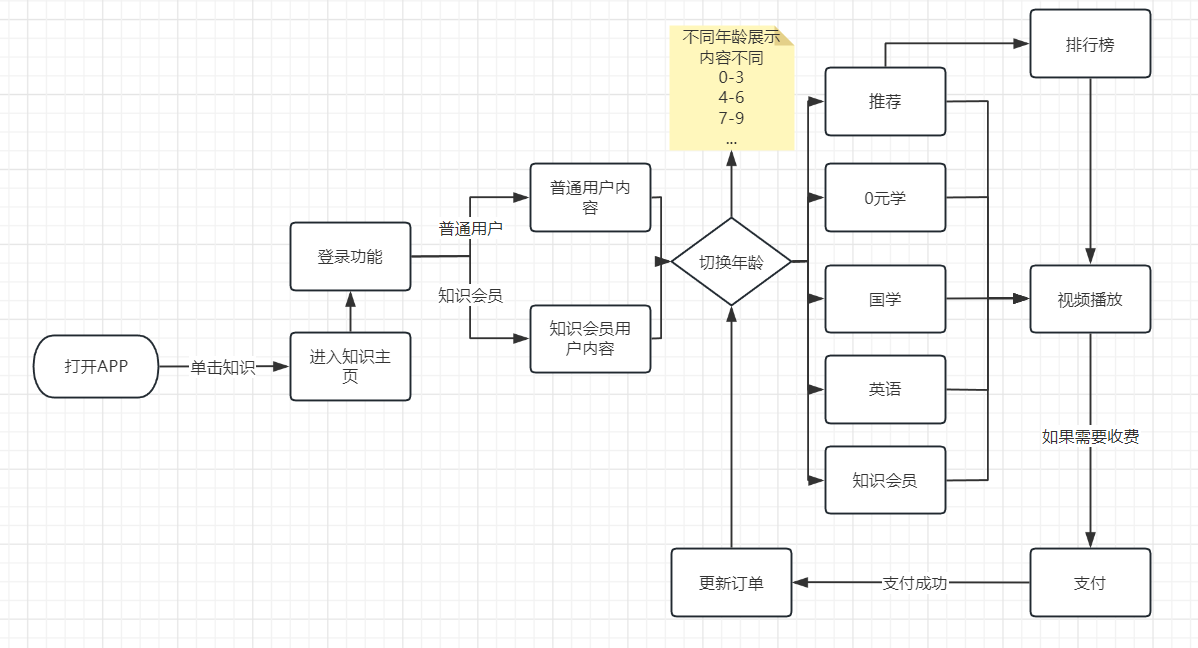 打开APP
单击知识
进入知识主
页
登录功能
普通用户
知识会员
普通用户内
容
知识会员用
户内容
不同年龄展示
内容不同
0-3
4-6
7-9
...
切换年龄
推荐
0元学
国学
英语
知识会员
排行榜
视频播放
如果需要收费
支付
支付成功
更新订单